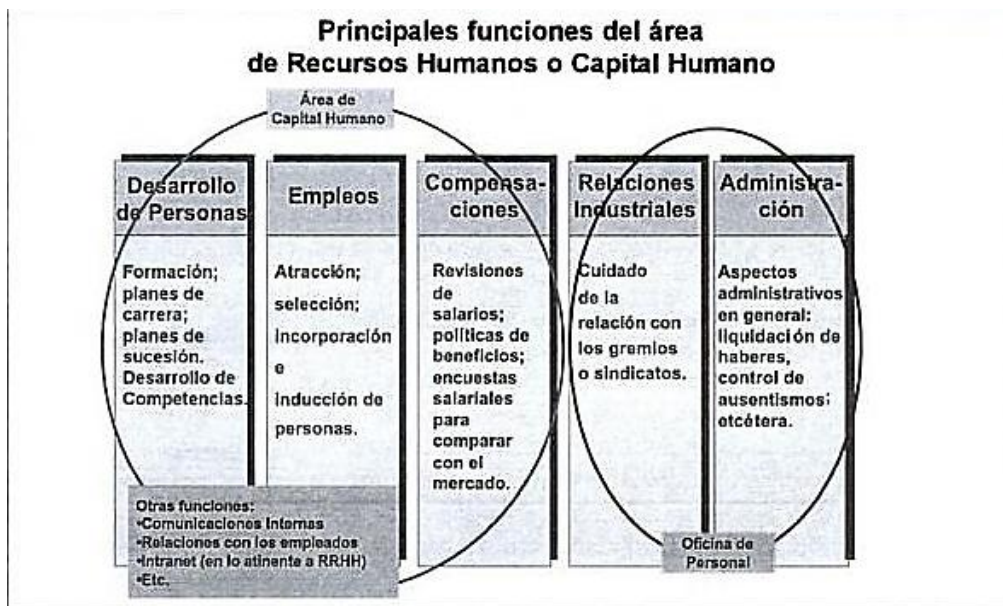 Principales funciones del área
de Recursos Humanos o Capital Humano
Área de
Capital Humano
Desarrollo
de Personas
Formación;
planes de
carrera;
planes de
sucesión.
Desarrollo de
Competencias.
Empleos
Atracción;
selección;
incorporación
e
inducción de
personas.
Compensa-
ciones
Revisiones
de
salarios;
políticas de
beneficios;
encuestas
salariales
para
comparar
con el
mercado.
Relaciones
Industriales
Cuidado
de la
relación con
los gremios
o sindicatos.
Administra-
ción
Aspectos
administrativos
en general:
liquidación de
haberes,
control de
ausentismos;
etcétera.
Otras funciones:
•Comunicaciones Internas
•Relaciones con los empleados
•Intranet (en lo atinente a RRHH)
•Etc.
Oficina de
Personal